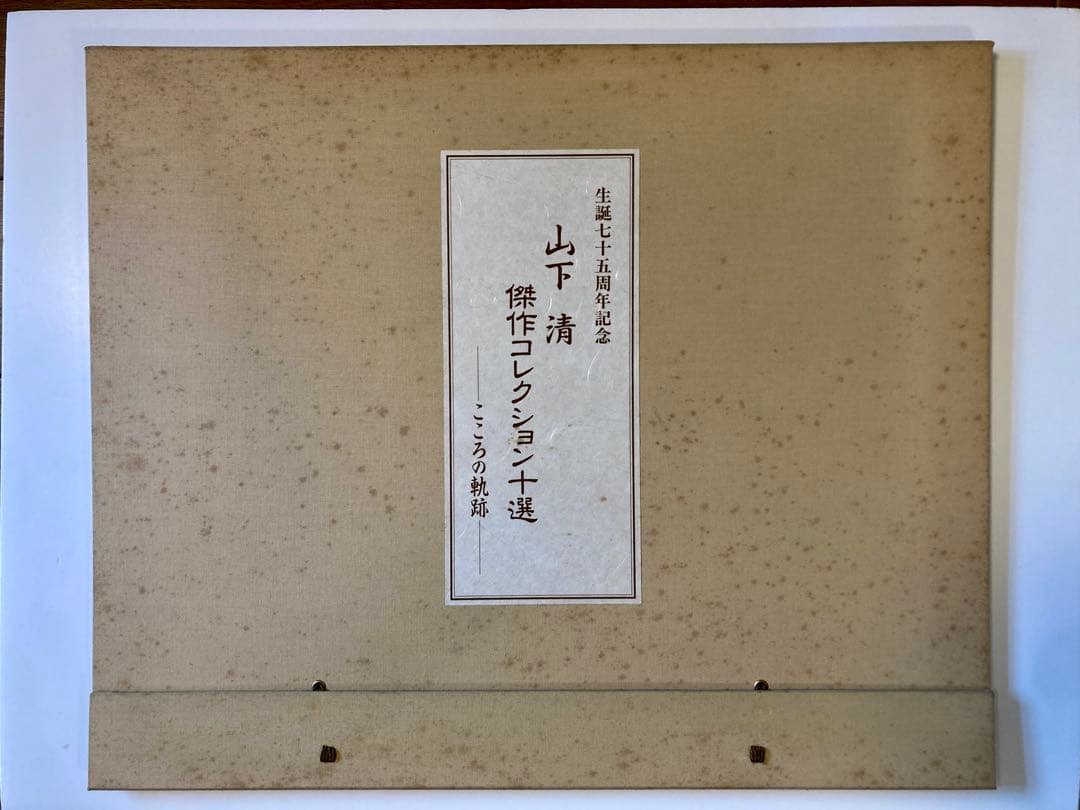 生誕七十五周年記念
山下 清
傑作コレクション十選
こころの軌跡